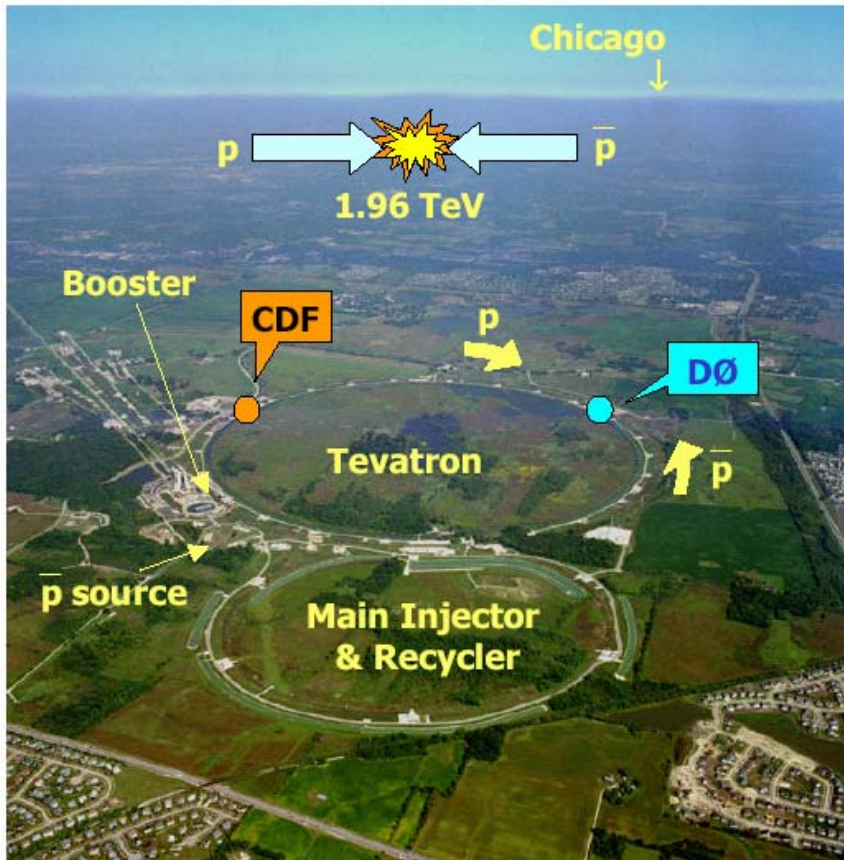 Chicago
↓
p p̅
1.96 TeV
Booster
CDF
p
DØ
Tevatron
p̅
p̅ source
Main Injector
& Recycler